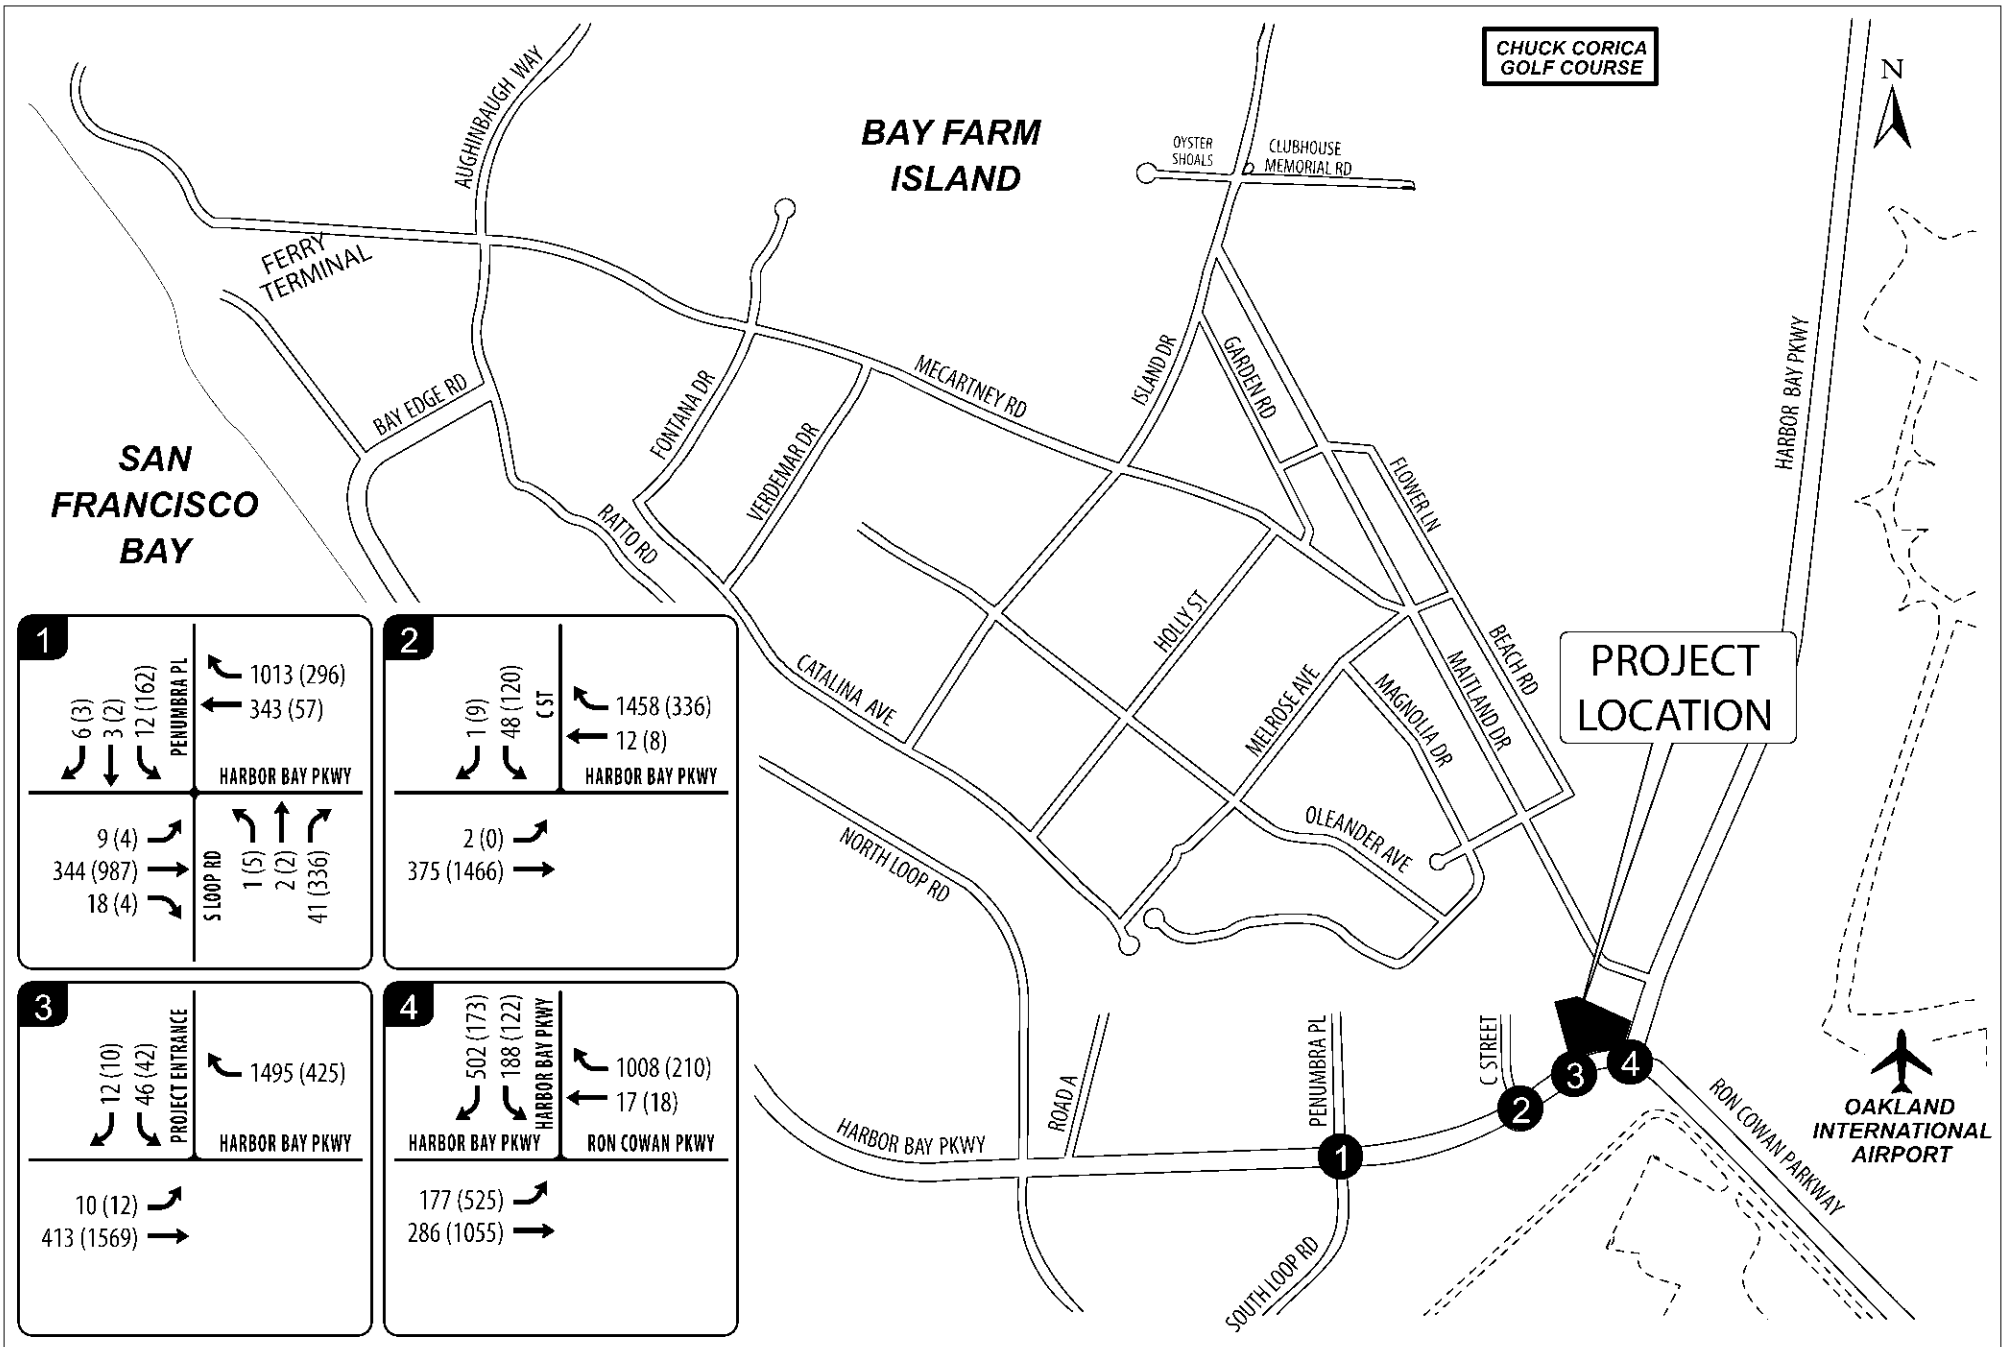 CHUCK CORICA
GOLF COURSE
N
AUGHINBAUGH WAY
BAY FARM
ISLAND
OYSTER
SHOALS
CLUBHOUSE
MEMORIAL RD
FERRY
TERMINAL
HARBOR BAY PKWY
ISLAND DR
GARDEN RD
MECARTNEY RD
BAY EDGE RD
FONTANA DR
VERDEMAR DR
FLOWER LN
SAN
FRANCISCO
BAY
RATTO RD
HOLLY ST
BEACH RD
MAITLAND DR
CATALINA AVE
MELROSE AVE
MAGNOLIA DR
PROJECT
LOCATION
NORTH LOOP RD
OLEANDER AVE
ROAD A
PENUMBRA PL
C STREET
HARBOR BAY PKWY
SOUTH LOOP RD
RON COWAN PARKWAY
OAKLAND
INTERNATIONAL
AIRPORT
1
2
3
4
1
6 (3)
3 (2)
12 (162)
PENUMBRA PL
1013 (296)
343 (57)
HARBOR BAY PKWY
9 (4)
344 (987)
18 (4)
S LOOP RD
1 (5)
2 (2)
41 (336)
2
1 (9)
48 (120)
C ST
1458 (336)
12 (8)
HARBOR BAY PKWY
2 (0)
375 (1466)
3
12 (10)
46 (42)
PROJECT ENTRANCE
1495 (425)
HARBOR BAY PKWY
10 (12)
413 (1569)
4
502 (173)
188 (122)
HARBOR BAY PKWY
1008 (210)
17 (18)
HARBOR BAY PKWY
RON COWAN PKWY
177 (525)
286 (1055)